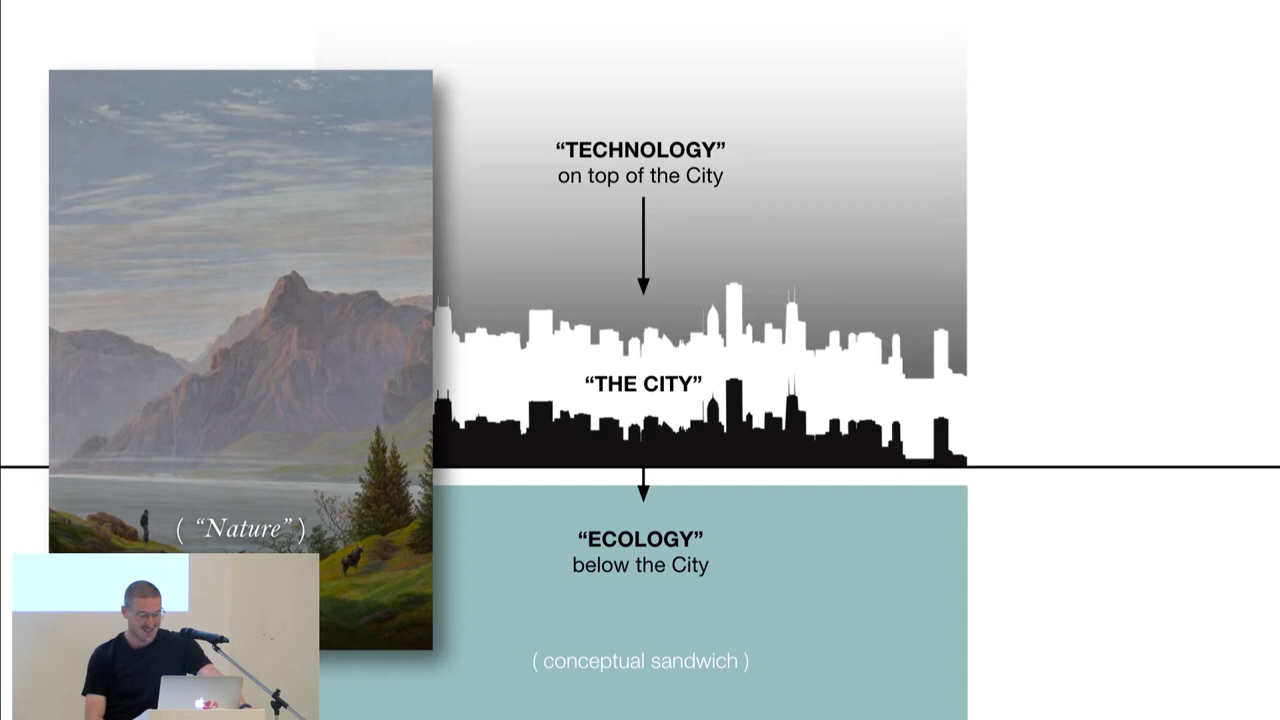 “TECHNOLOGY”
on top of the City
“THE CITY”
( “Nature” )
“ECOLOGY”
below the City
( conceptual sandwich )